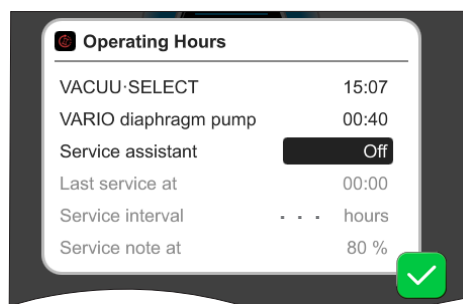 Operating Hours
VACUU·SELECT 15:07
VARIO diaphragm pump 00:40
Service assistant Off
Last service at 00:00
Service interval - - - hours
Service note at 80 %